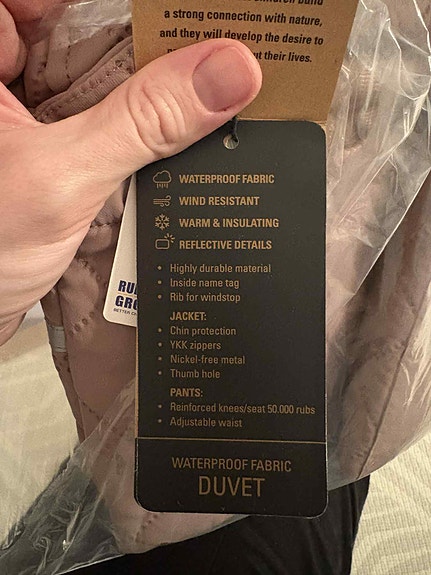 a strong connection with nature,
and they will develop the desire to
their lives.
WATERPROOF FABRIC
WIND RESISTANT
WARM & INSULATING
REFLECTIVE DETAILS
• Highly durable material
• Inside name tag
• Rib for windstop
JACKET:
• Chin protection
• YKK zippers
• Nickel-free metal
• Thumb hole
PANTS:
• Reinforced knees/seat 50.000 rubs
• Adjustable waist
WATERPROOF FABRIC
DUVET